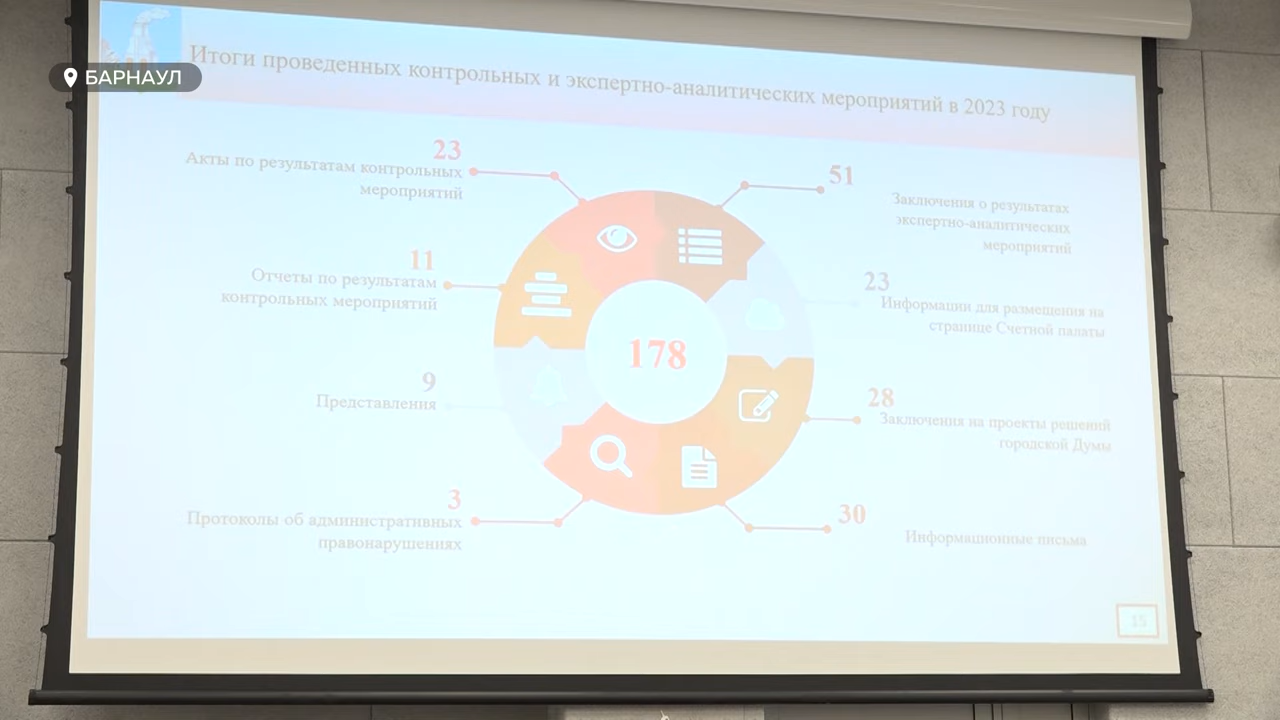 БАРНАУЛ
Итоги проведенных контрольных и экспертно-аналитических мероприятий в 2023 году
23
Акты по результатам контрольных
мероприятий
11
Отчеты по результатам
контрольных мероприятий
9
Представления
3
Протоколы об административных
правонарушениях
178
51
Заключения о результатах
экспертно-аналитических
мероприятий
23
Информации для размещения на
странице Счетной палаты
28
Заключения на проекты решений
городской Думы
30
Информационные письма
15